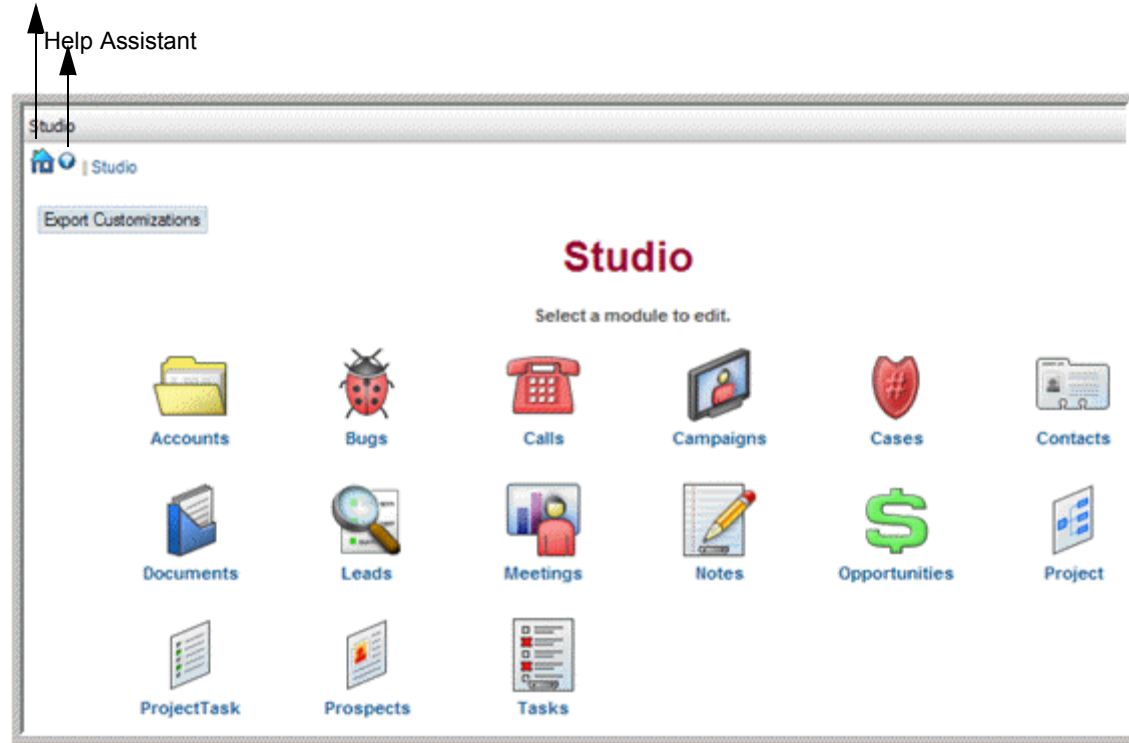 Help Assistant
Studio
| Studio
Export Customizations
Studio
Select a module to edit.
Accounts Bugs Calls Campaigns Cases Contacts
Documents Leads Meetings Notes Opportunities Project
ProjectTask Prospects Tasks